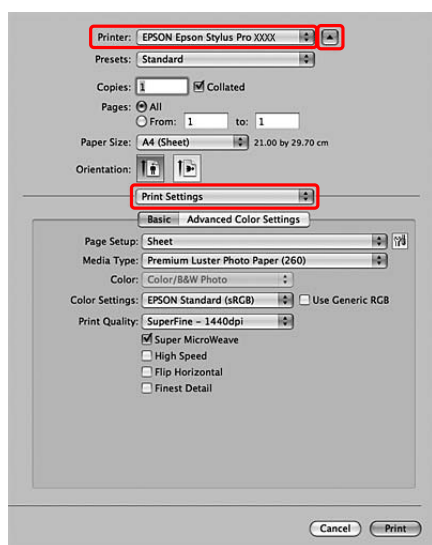 Printer: EPSON Epson Stylus Pro XXXX
Presets: Standard
Copies: 1 Collated
Pages: All
From: 1 to: 1
Paper Size: A4 (Sheet) 21.00 by 29.70 cm
Orientation:
Print Settings
Basic Advanced Color Settings
Page Setup: Sheet
Media Type: Premium Luster Photo Paper (260)
Color: Color/B&W Photo
Color Settings: EPSON Standard (sRGB) Use Generic RGB
Print Quality: SuperFine – 1440dpi
Super MicroWeave
High Speed
Flip Horizontal
Finest Detail
Cancel Print